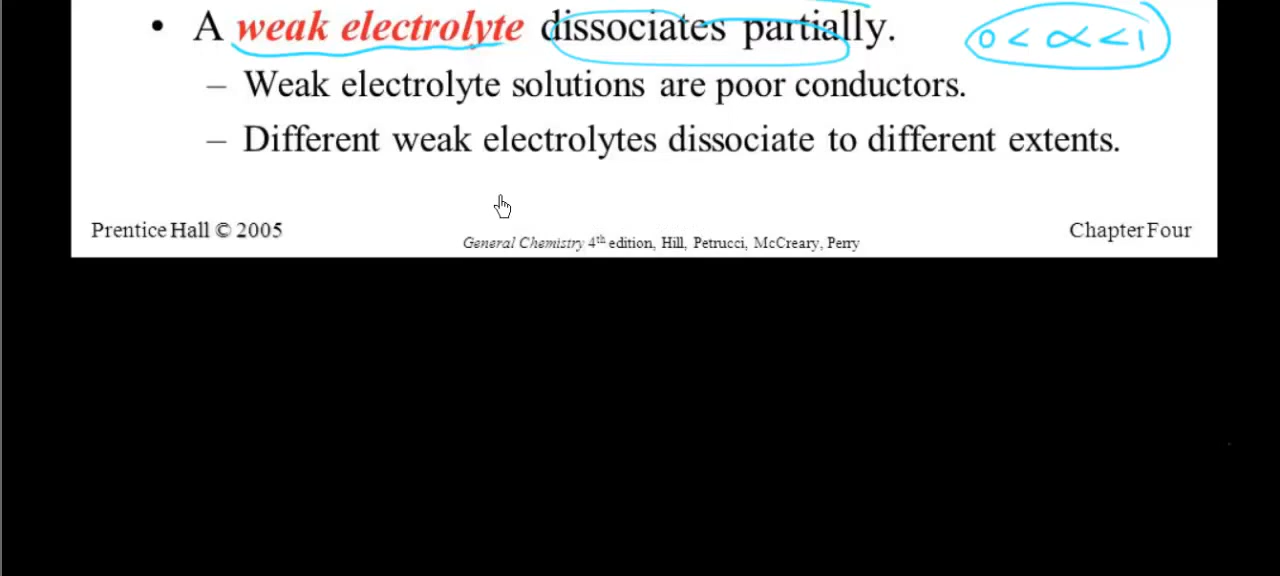 • A weak electrolyte dissociates partially. 0 < α < 1
– Weak electrolyte solutions are poor conductors.
– Different weak electrolytes dissociate to different extents.
Prentice Hall © 2005
General Chemistry 4th edition, Hill, Petrucci, McCreary, Perry
Chapter Four